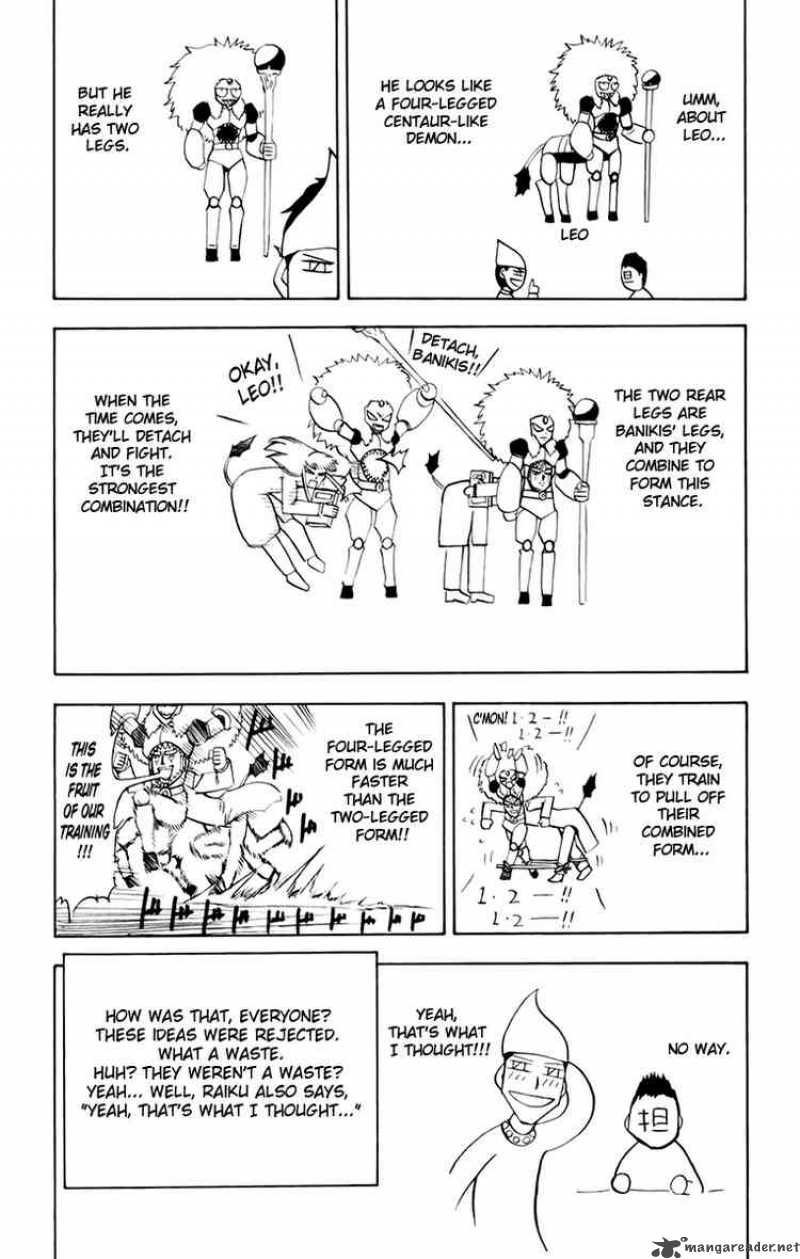 UMM,
ABOUT
LEO...
HE LOOKS LIKE
A FOUR-LEGGED
CENTAUR-LIKE
DEMON...
LEO
担
BUT HE
REALLY
HAS TWO
LEGS.
THE TWO REAR
LEGS ARE
BANIKIS' LEGS,
AND THEY
COMBINE TO
FORM THIS
STANCE.
DETACH,
BANIKIS!!
OKAY,
LEO!!
WHEN THE
TIME COMES,
THEY'LL DETACH
AND FIGHT.
IT'S THE
STRONGEST
COMBINATION!!
OF COURSE,
THEY TRAIN
TO PULL OFF
THEIR
COMBINED
FORM...
C'MON! 1・2－!!
1・2－!!
1・2－!!
1・2－!!
THE
FOUR-LEGGED
FORM IS MUCH
FASTER
THAN THE
TWO-LEGGED
FORM!!
THIS
IS THE
FRUIT
OF OUR
TRAINING
!!!
NO WAY.
担
YEAH,
THAT'S WHAT
I THOUGHT!!!
HOW WAS THAT, EVERYONE?
THESE IDEAS WERE REJECTED.
WHAT A WASTE.
HUH? THEY WEREN'T A WASTE?
YEAH... WELL, RAIKU ALSO SAYS,
"YEAH, THAT'S WHAT I THOUGHT..."
mangareader.net